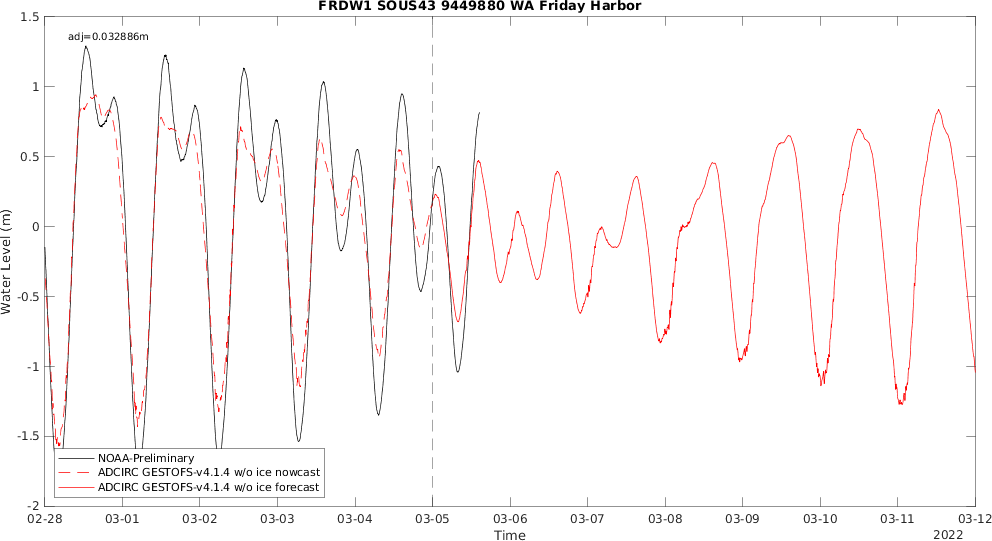 FRDW1 SOUS43 9449880 WA Friday Harbor
adj=0.032886m
1.5
1
0.5
0
-0.5
-1
-1.5
-2
Water Level (m)
NOAA-Preliminary
ADCIRC GESTOFS-v4.1.4 w/o ice nowcast
ADCIRC GESTOFS-v4.1.4 w/o ice forecast
02-28 03-01 03-02 03-03 03-04 03-05 03-06 03-07 03-08 03-09 03-10 03-11 03-12
Time
2022